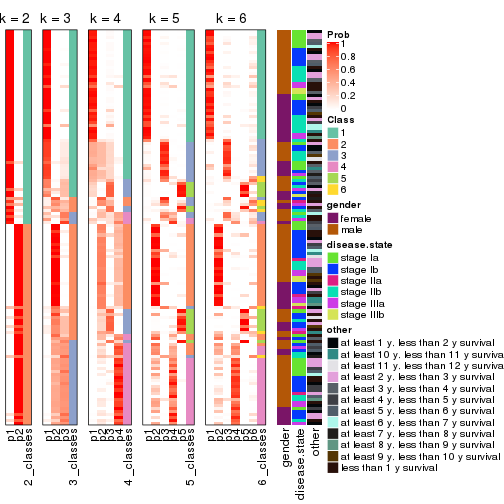 k = 2 k = 3 k = 4 k = 5 k = 6
Prob
1
0.8
0.6
0.4
0.2
0
Class
1
2
3
4
5
6
gender
female
male
disease.state
stage Ia
stage Ib
stage IIa
stage IIb
stage IIIa
stage IIIb
other
at least 1 y. less than 2 y survival
at least 10 y. less than 11 y survival
at least 11 y. less than 12 y survival
at least 2 y. less than 3 y survival
at least 3 y. less than 4 y survival
at least 4 y. less than 5 y survival
at least 5 y. less than 6 y survival
at least 6 y. less than 7 y survival
at least 7 y. less than 8 y survival
at least 8 y. less than 9 y survival
at least 9 y. less than 10 y survival
less than 1 y survival
p1
p2
2_classes
p1
p2
p3
3_classes
p1
p2
p3
p4
4_classes
p1
p2
p3
p4
p5
5_classes
p1
p2
p3
p4
p5
6_classes
gender
disease.state
other